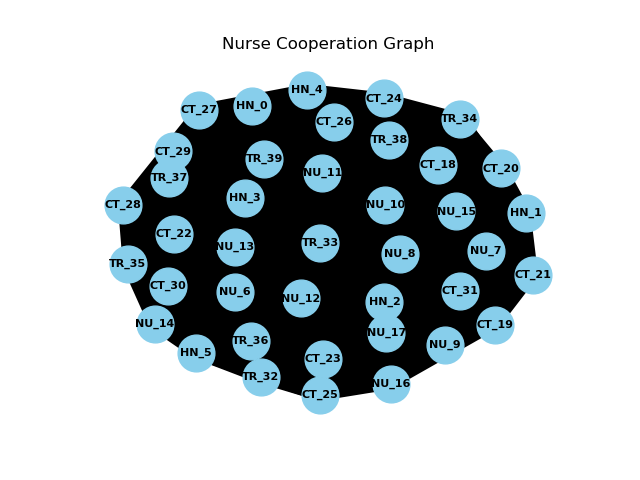 Nurse Cooperation Graph
HN_4
CT_24
CT_27
HN_0
CT_26
TR_34
TR_38
CT_29
TR_39
CT_18
CT_20
NU_11
TR_37
HN_3
CT_28
NU_10
NU_15
HN_1
CT_22
NU_13
TR_33
NU_8
NU_7
TR_35
CT_21
CT_30
NU_6
NU_12
HN_2
CT_31
NU_14
CT_19
NU_17
TR_36
NU_9
HN_5
CT_23
TR_32
NU_16
CT_25